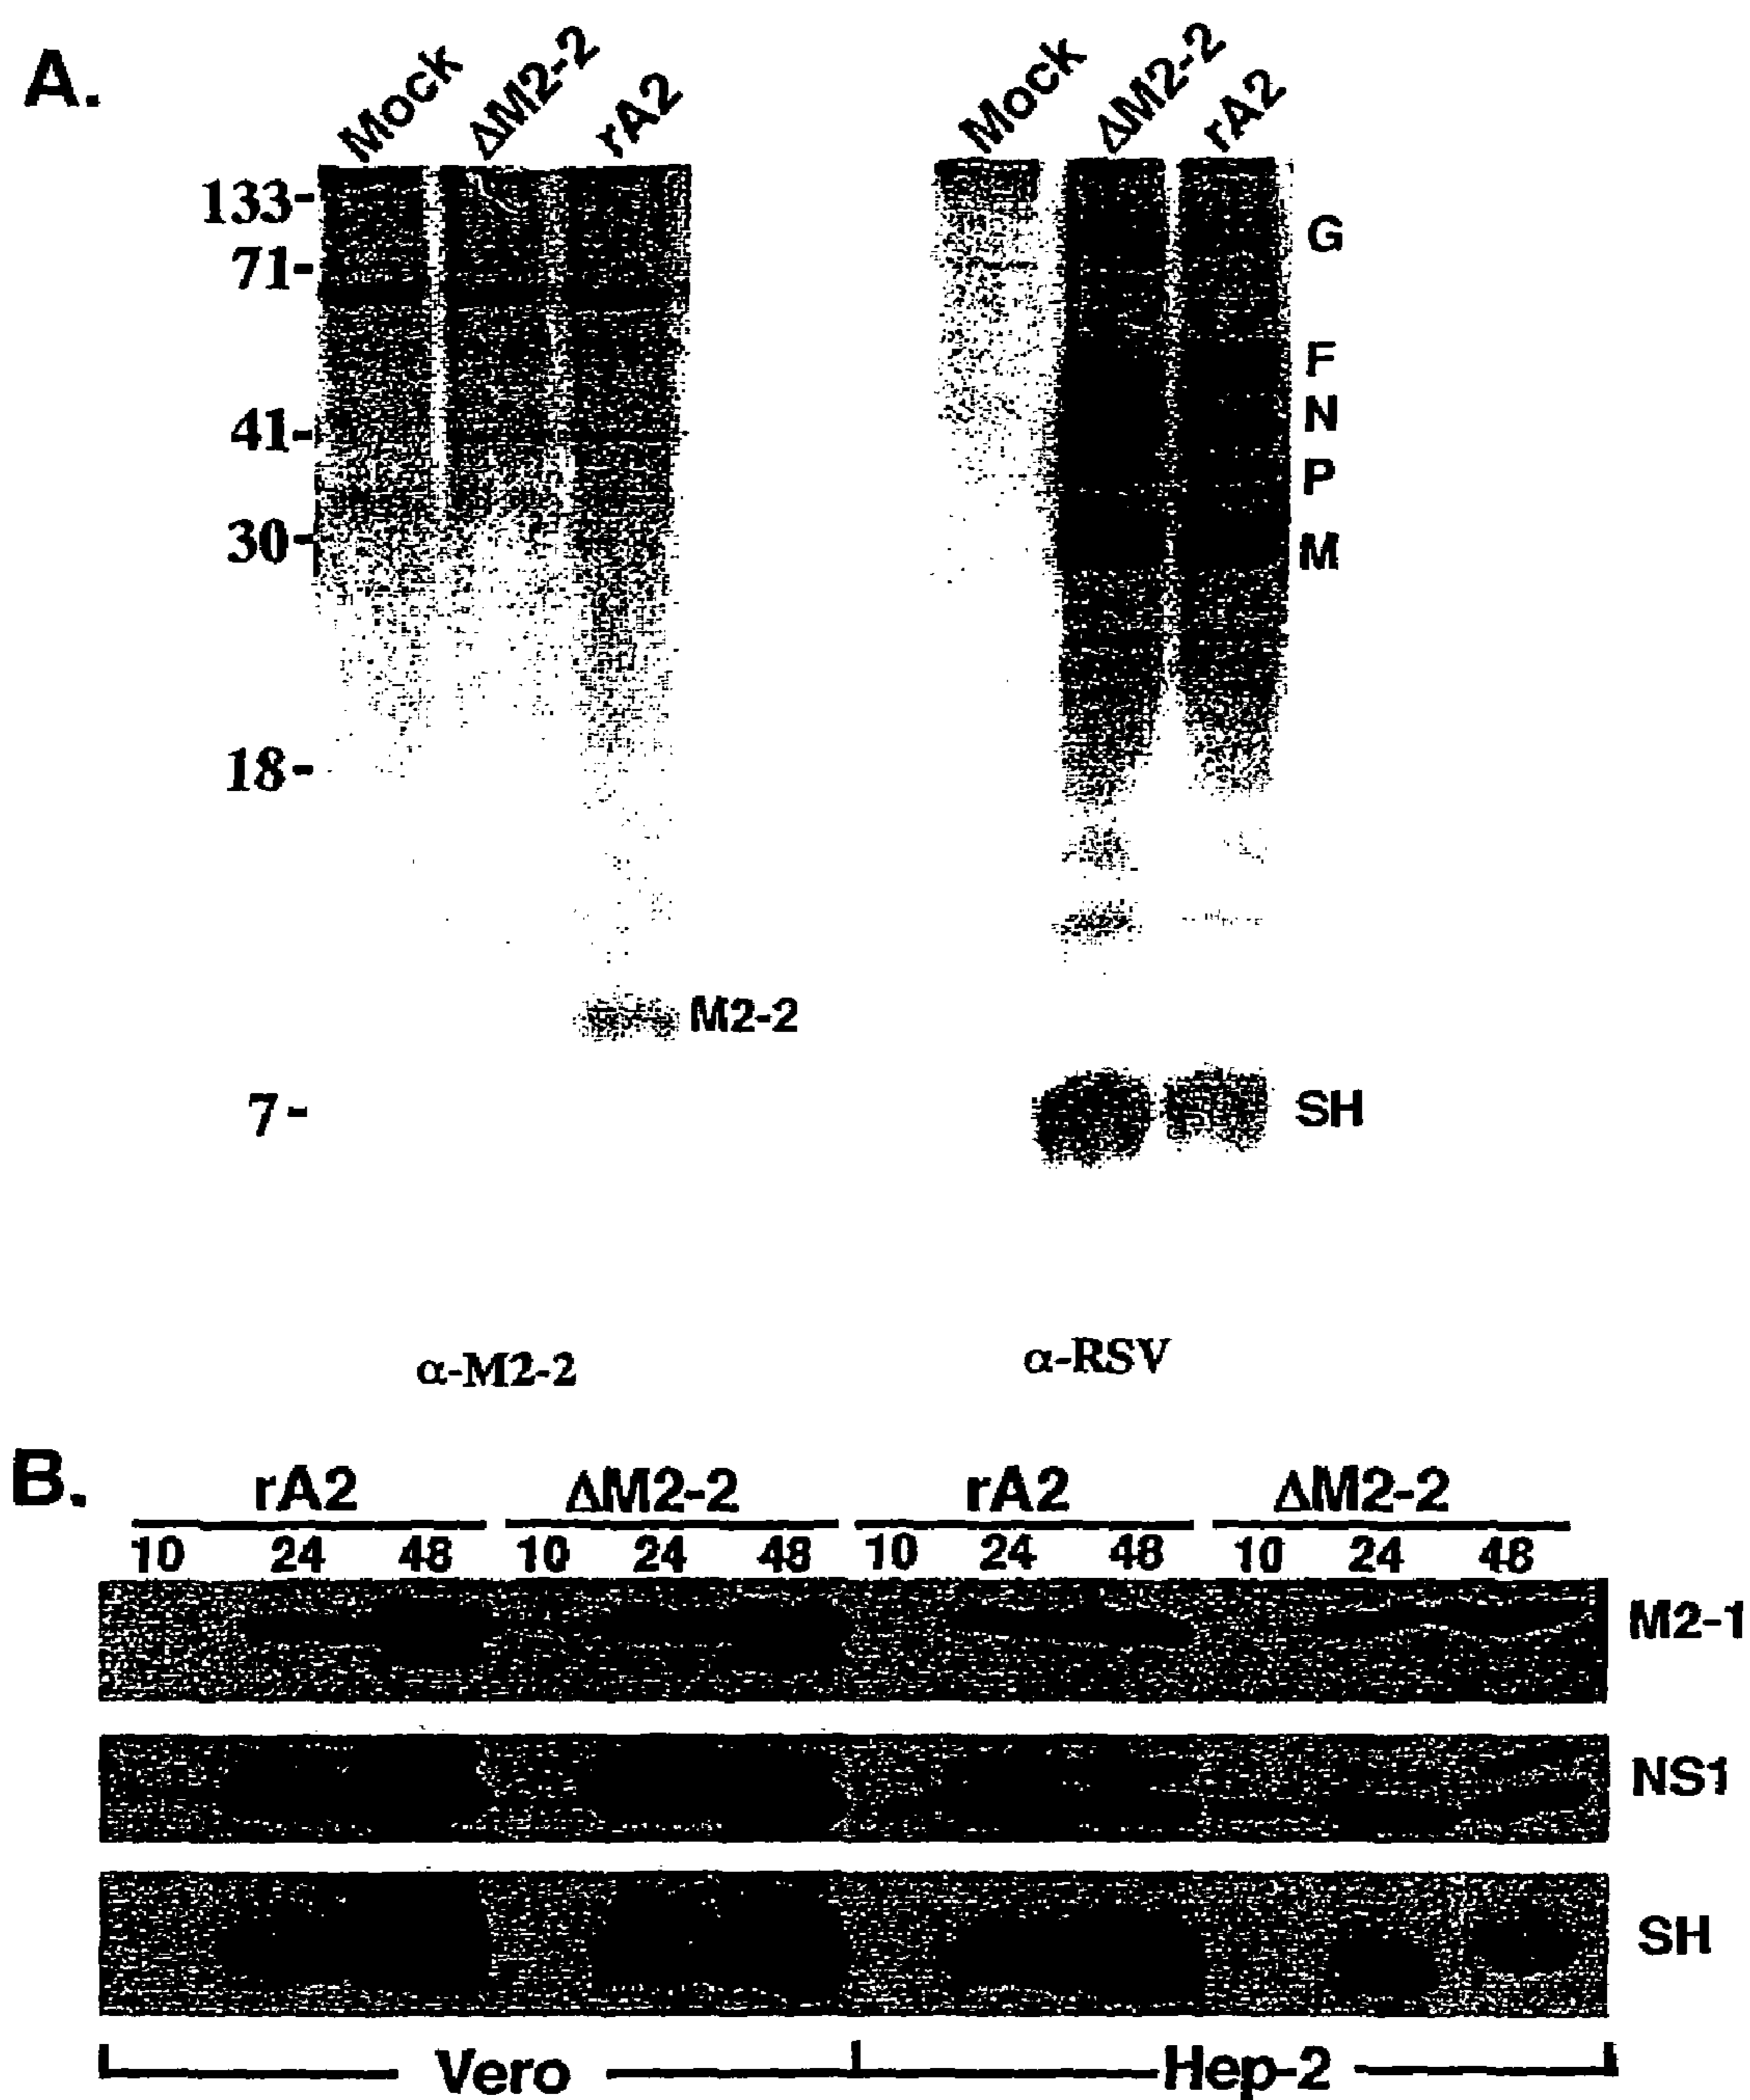 A.
Mock ΔM2-2 rA2 Mock ΔM2-2 rA2
133-
71-
41-
30-
18-
7-
G
F
N
P
M
M2-2
SH
α-M2-2 α-RSV
B.
rA2 ΔM2-2 rA2 ΔM2-2
10 24 48 10 24 48 10 24 48 10 24 48
M2-1
NS1
SH
Vero Hep-2